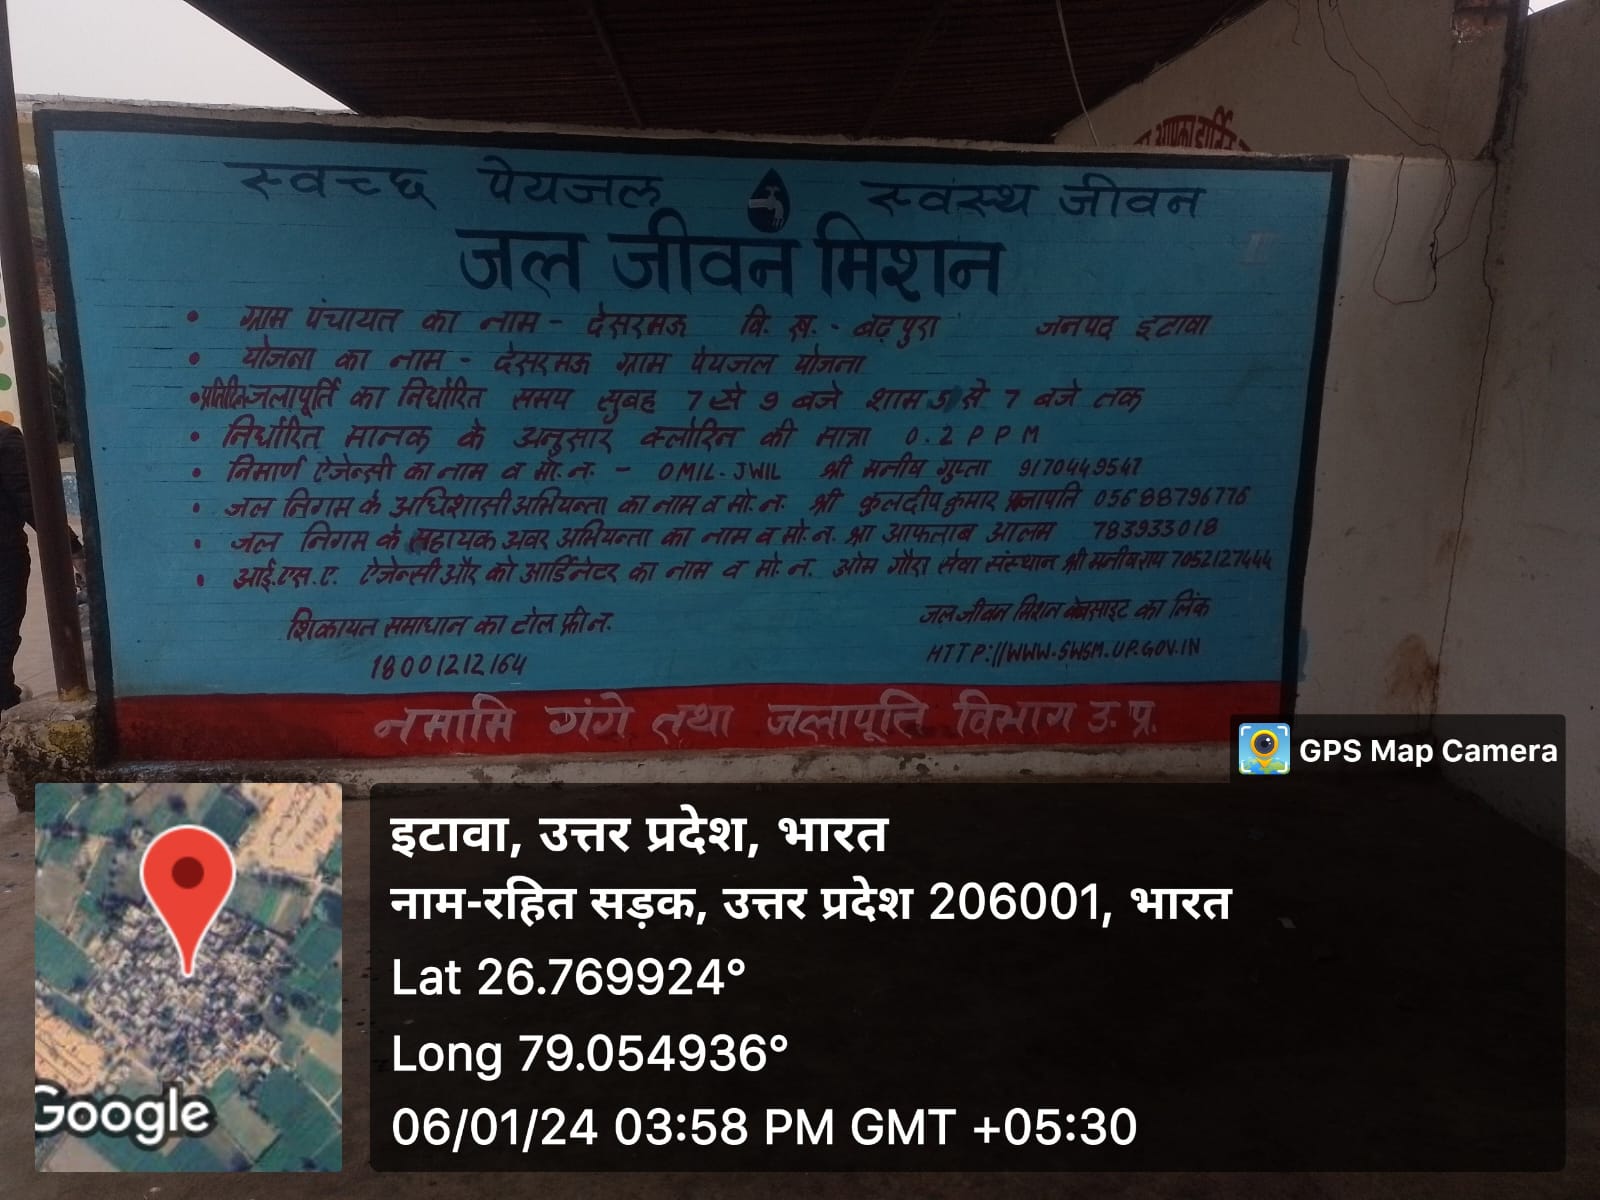 स्वच्छ पेयजल स्वस्थ जीवन
जल जीवन मिशन
• ग्राम पंचायत का नाम - देसरमऊ वि. ख. - बढ़पुरा जनपद इटावा
• योजना का नाम - देसरमऊ ग्राम पेयजल योजना
• प्रतिदिन जलापूर्ति का निर्धारित समय सुबह 7 से 9 बजे शाम 5 से 7 बजे तक
• निर्धारित मानक के अनुसार क्लोरिन की मात्रा 0.2 PPM
• निमार्ण ऐजेन्सी का नाम व मो. न. - OMIL-JWIL श्री मनीष गुप्ता 9170449547
• जल निगम के अधिशासी अभियन्ता का नाम व मो. न. श्री कुलदीप कुमार प्रजापति 05688796776
• जल निगम के सहायक अवर अभियन्ता का नाम व मो. न. श्री आफताब आलम 783933018
• आई.एस.ए. ऐजेन्सी और को आर्डिनेटर का नाम व मो. न. ओम गौरा सेवा संस्थान श्री मनीष राय 7052127444
शिकायत समाधान का टोल फ्री न.
18001212164
जल जीवन मिशन वेबसाइट का लिंक
HTTP://WWW.SWSM.UP.GOV.IN
नमामि गंगे तथा जलापूर्ति विभाग उ. प्र.
GPS Map Camera
इटावा, उत्तर प्रदेश, भारत
नाम-रहित सड़क, उत्तर प्रदेश 206001, भारत
Lat 26.769924°
Long 79.054936°
06/01/24 03:58 PM GMT +05:30
Google